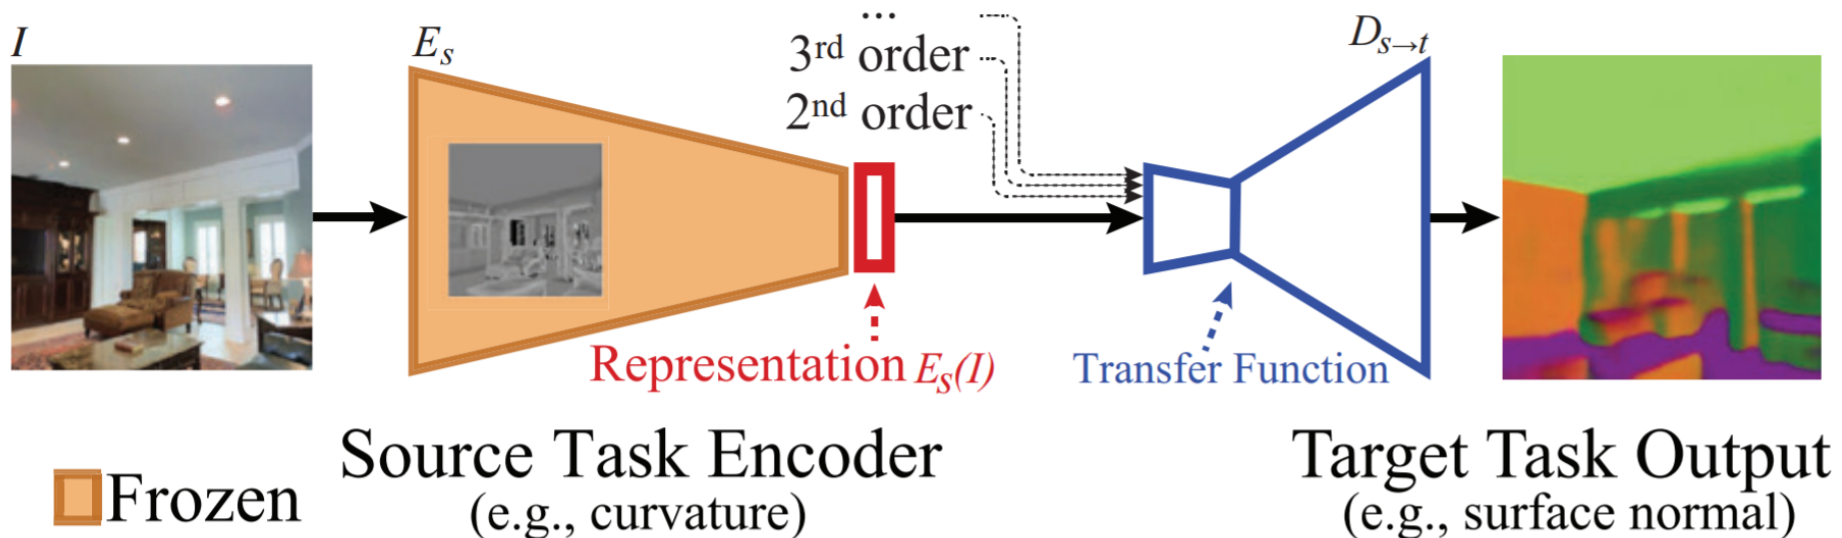 I
E_s
...
3rd order
2nd order
D_{s→t}
Representation E_s(I)
Transfer Function
Source Task Encoder
(e.g., curvature)
Target Task Output
(e.g., surface normal)
Frozen